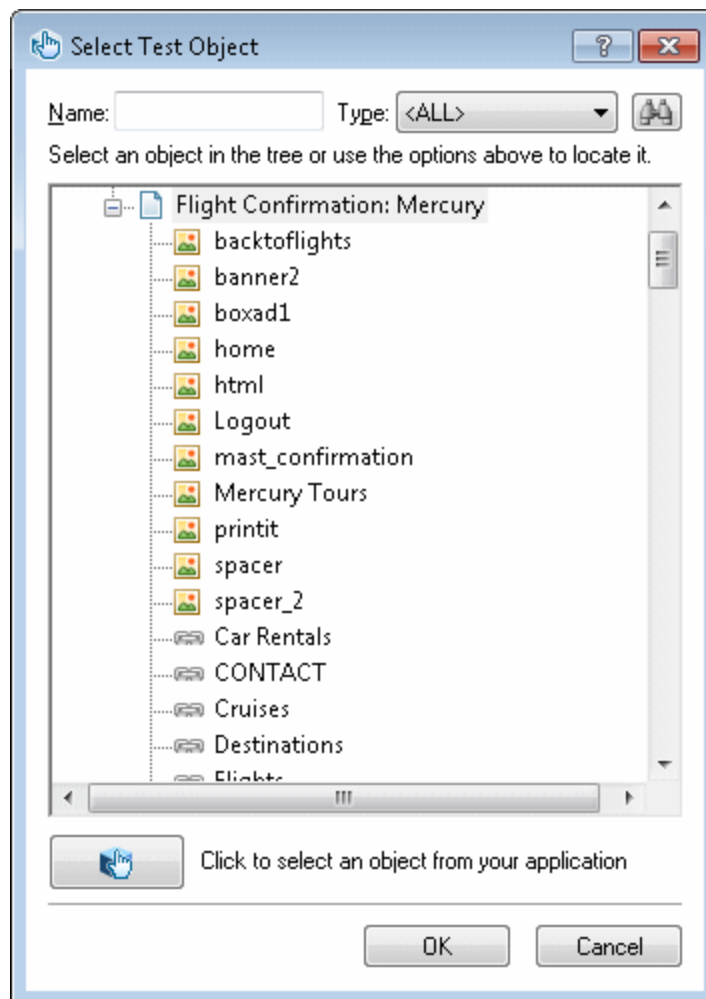 Select Test Object
Name: Type: <ALL>
Select an object in the tree or use the options above to locate it.
Flight Confirmation: Mercury
backtoflights
banner2
boxad1
home
html
Logout
mast_confirmation
Mercury Tours
printit
spacer
spacer_2
Car Rentals
CONTACT
Cruises
Destinations
Flights
Click to select an object from your application
OK Cancel